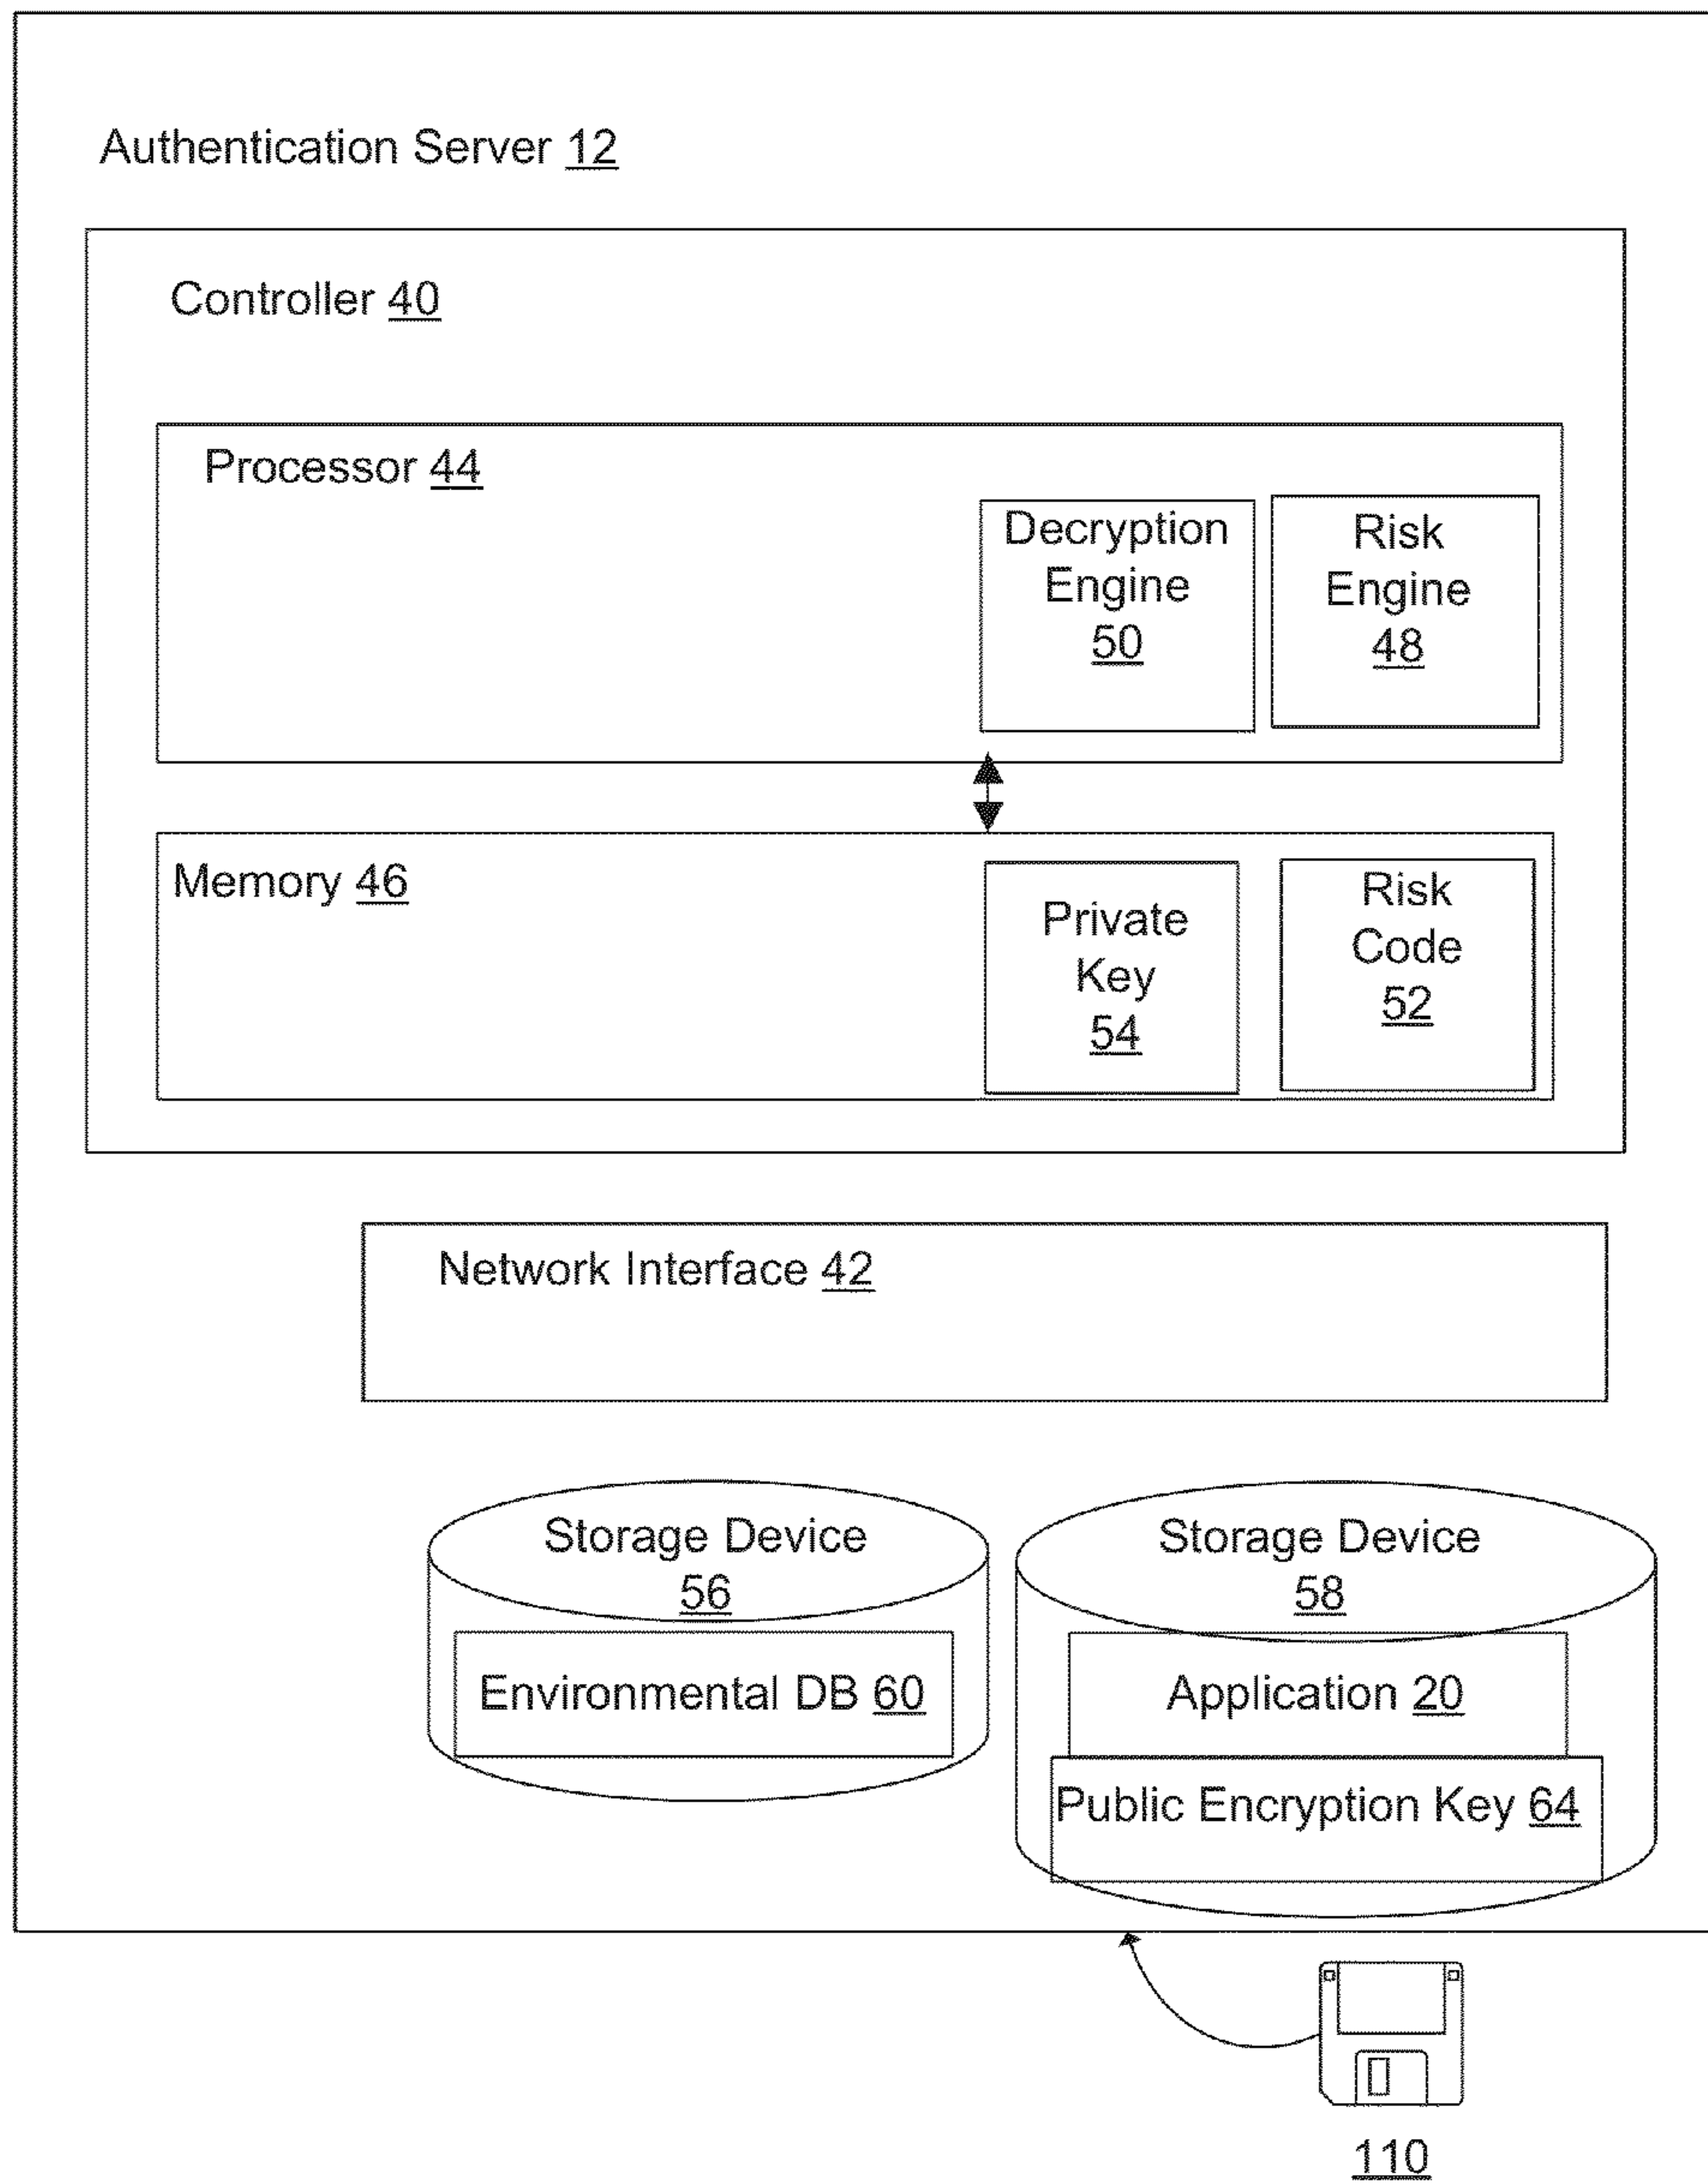 Authentication Server 12
Controller 40
Processor 44
Decryption
Engine
50
Risk
Engine
48
Memory 46
Private
Key
54
Risk
Code
52
Network Interface 42
Storage Device
56
Environmental DB 60
Storage Device
58
Application 20
Public Encryption Key 64
110